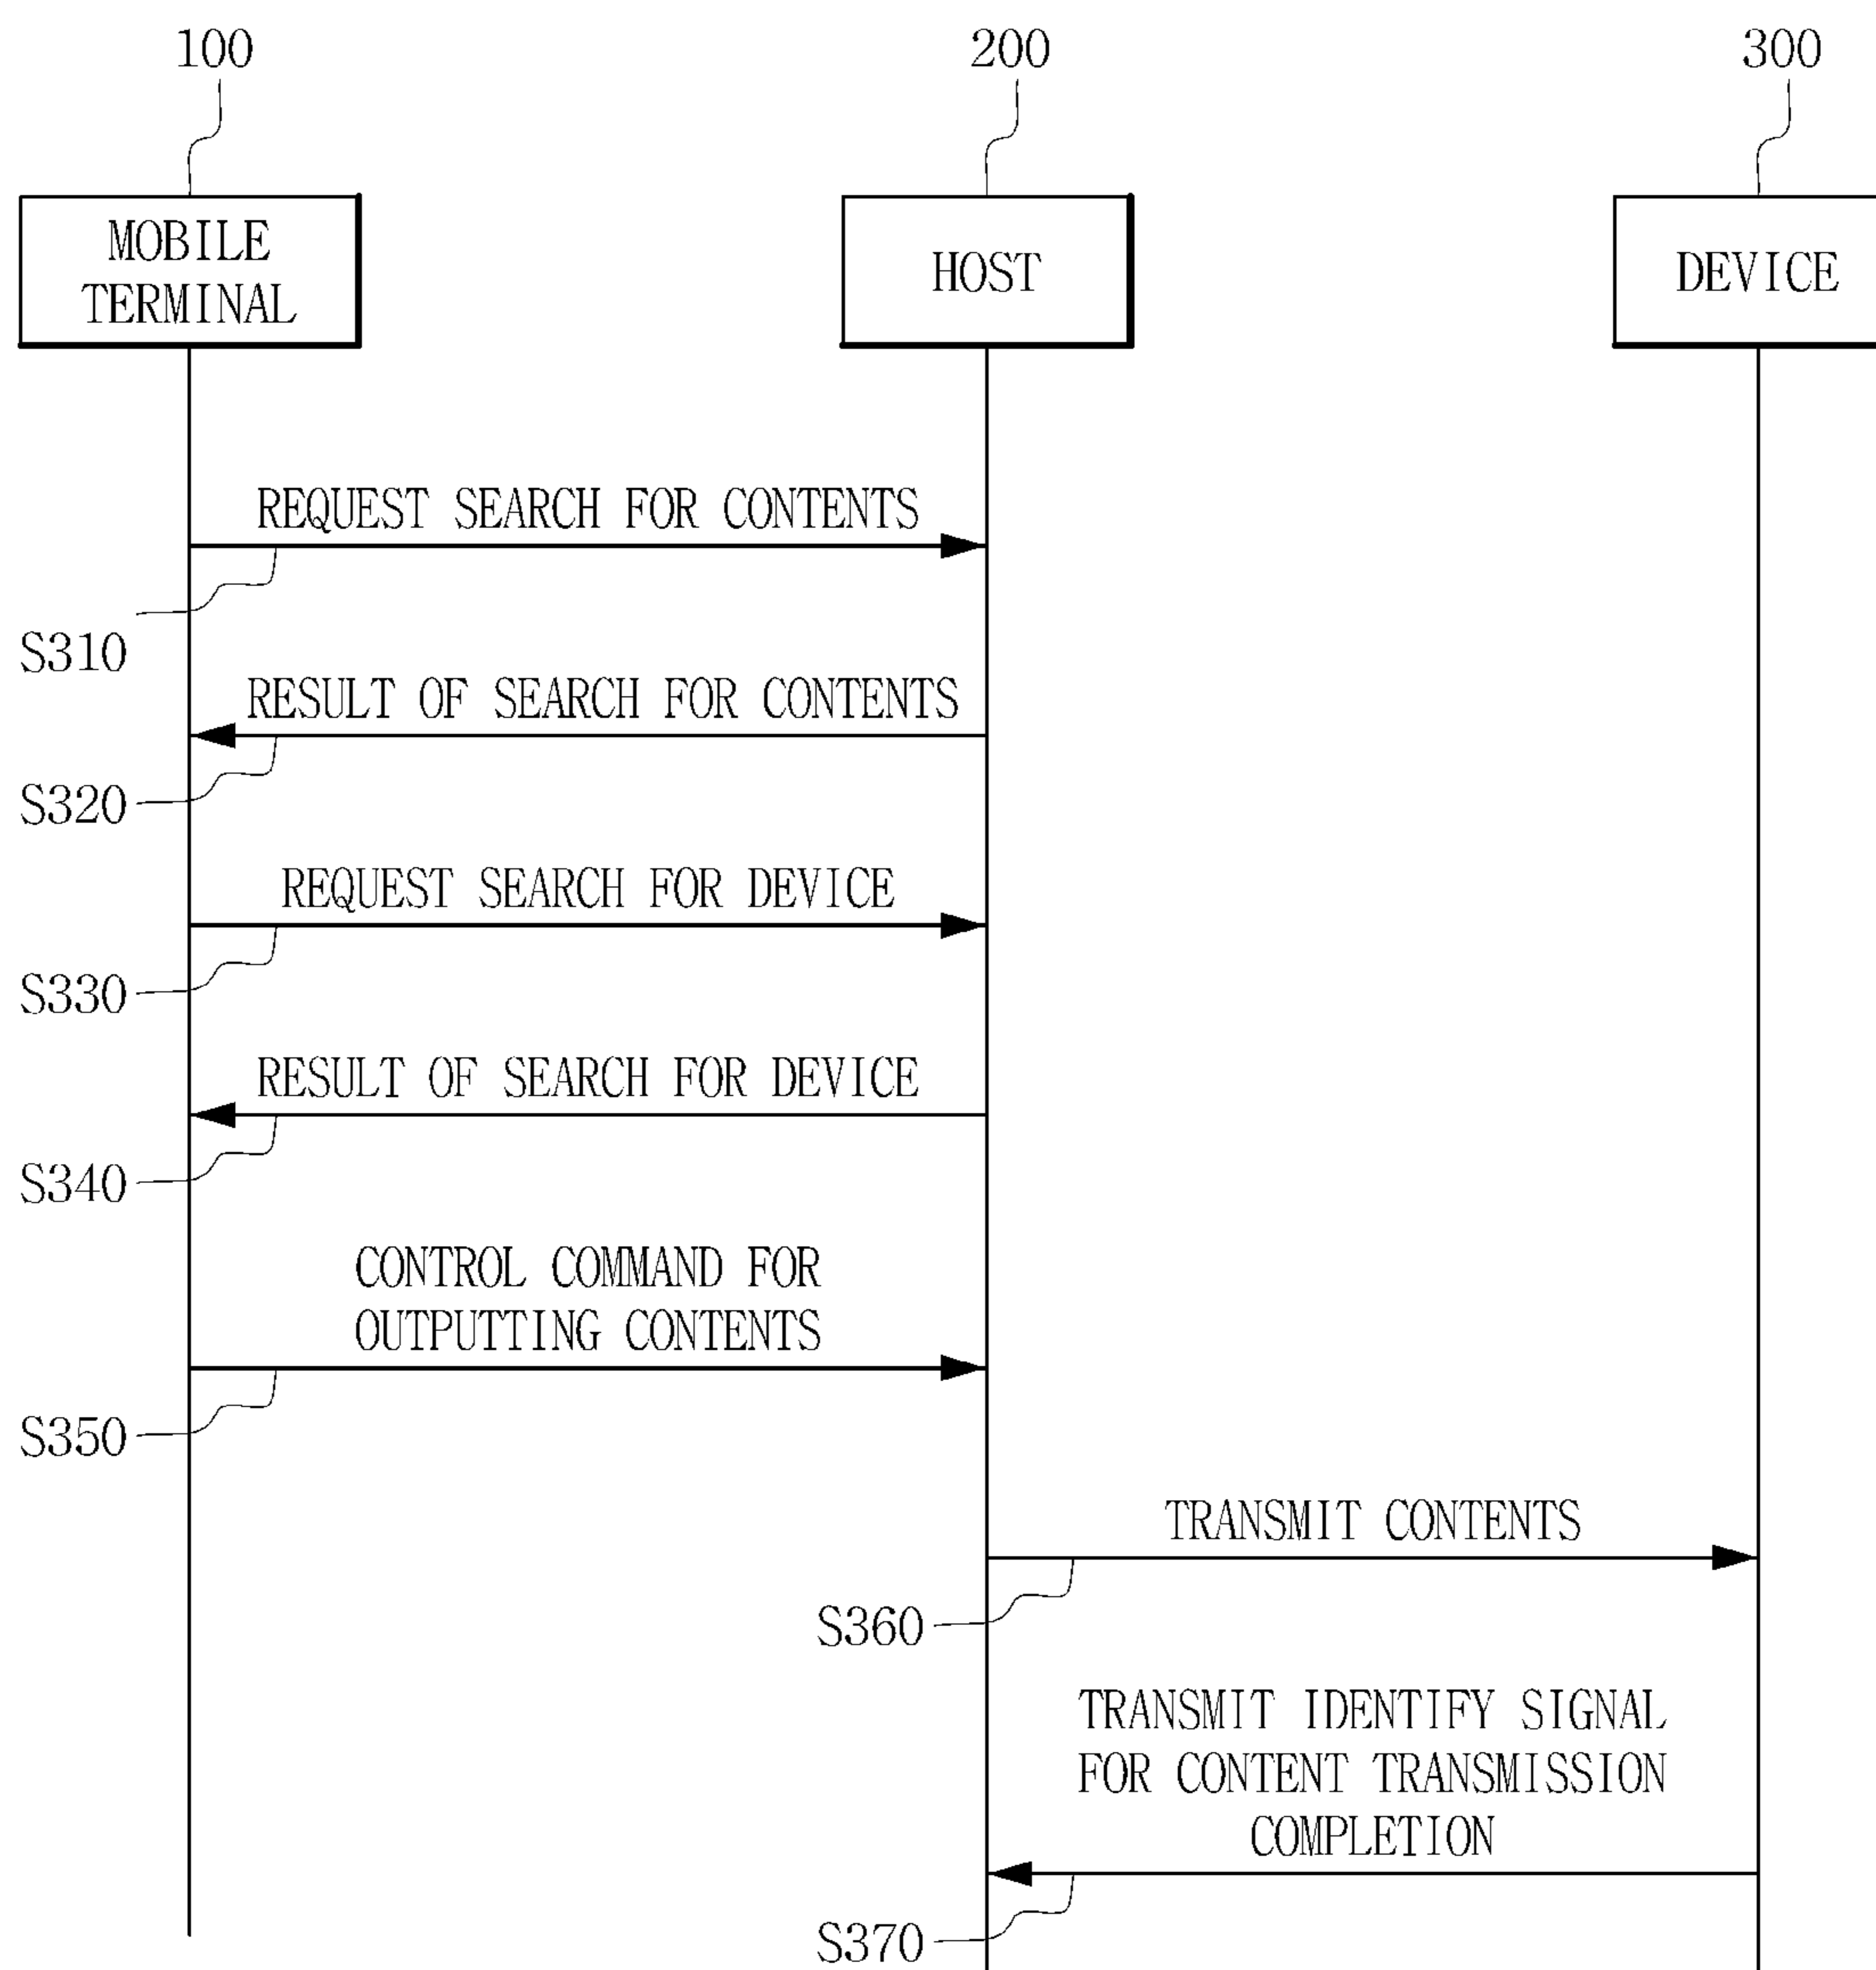 100
200
300
MOBILE
TERMINAL
HOST
DEVICE
REQUEST SEARCH FOR CONTENTS
S310
RESULT OF SEARCH FOR CONTENTS
S320
REQUEST SEARCH FOR DEVICE
S330
RESULT OF SEARCH FOR DEVICE
S340
CONTROL COMMAND FOR
OUTPUTTING CONTENTS
S350
TRANSMIT CONTENTS
S360
TRANSMIT IDENTIFY SIGNAL
FOR CONTENT TRANSMISSION
COMPLETION
S370